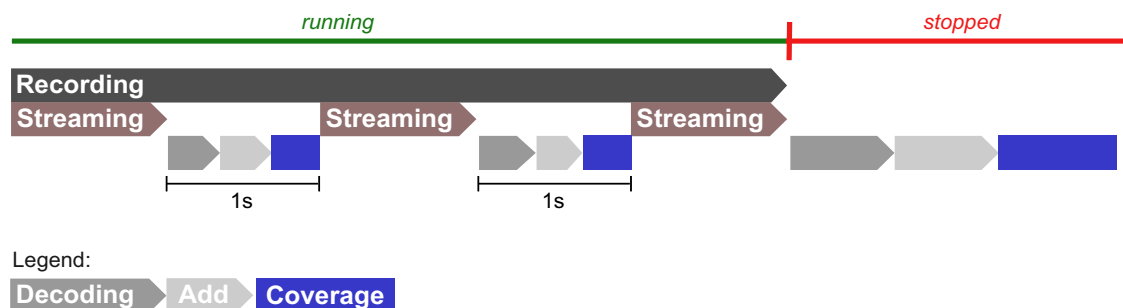 running stopped
Recording
Streaming Streaming Streaming
1s 1s
Legend:
Decoding Add Coverage